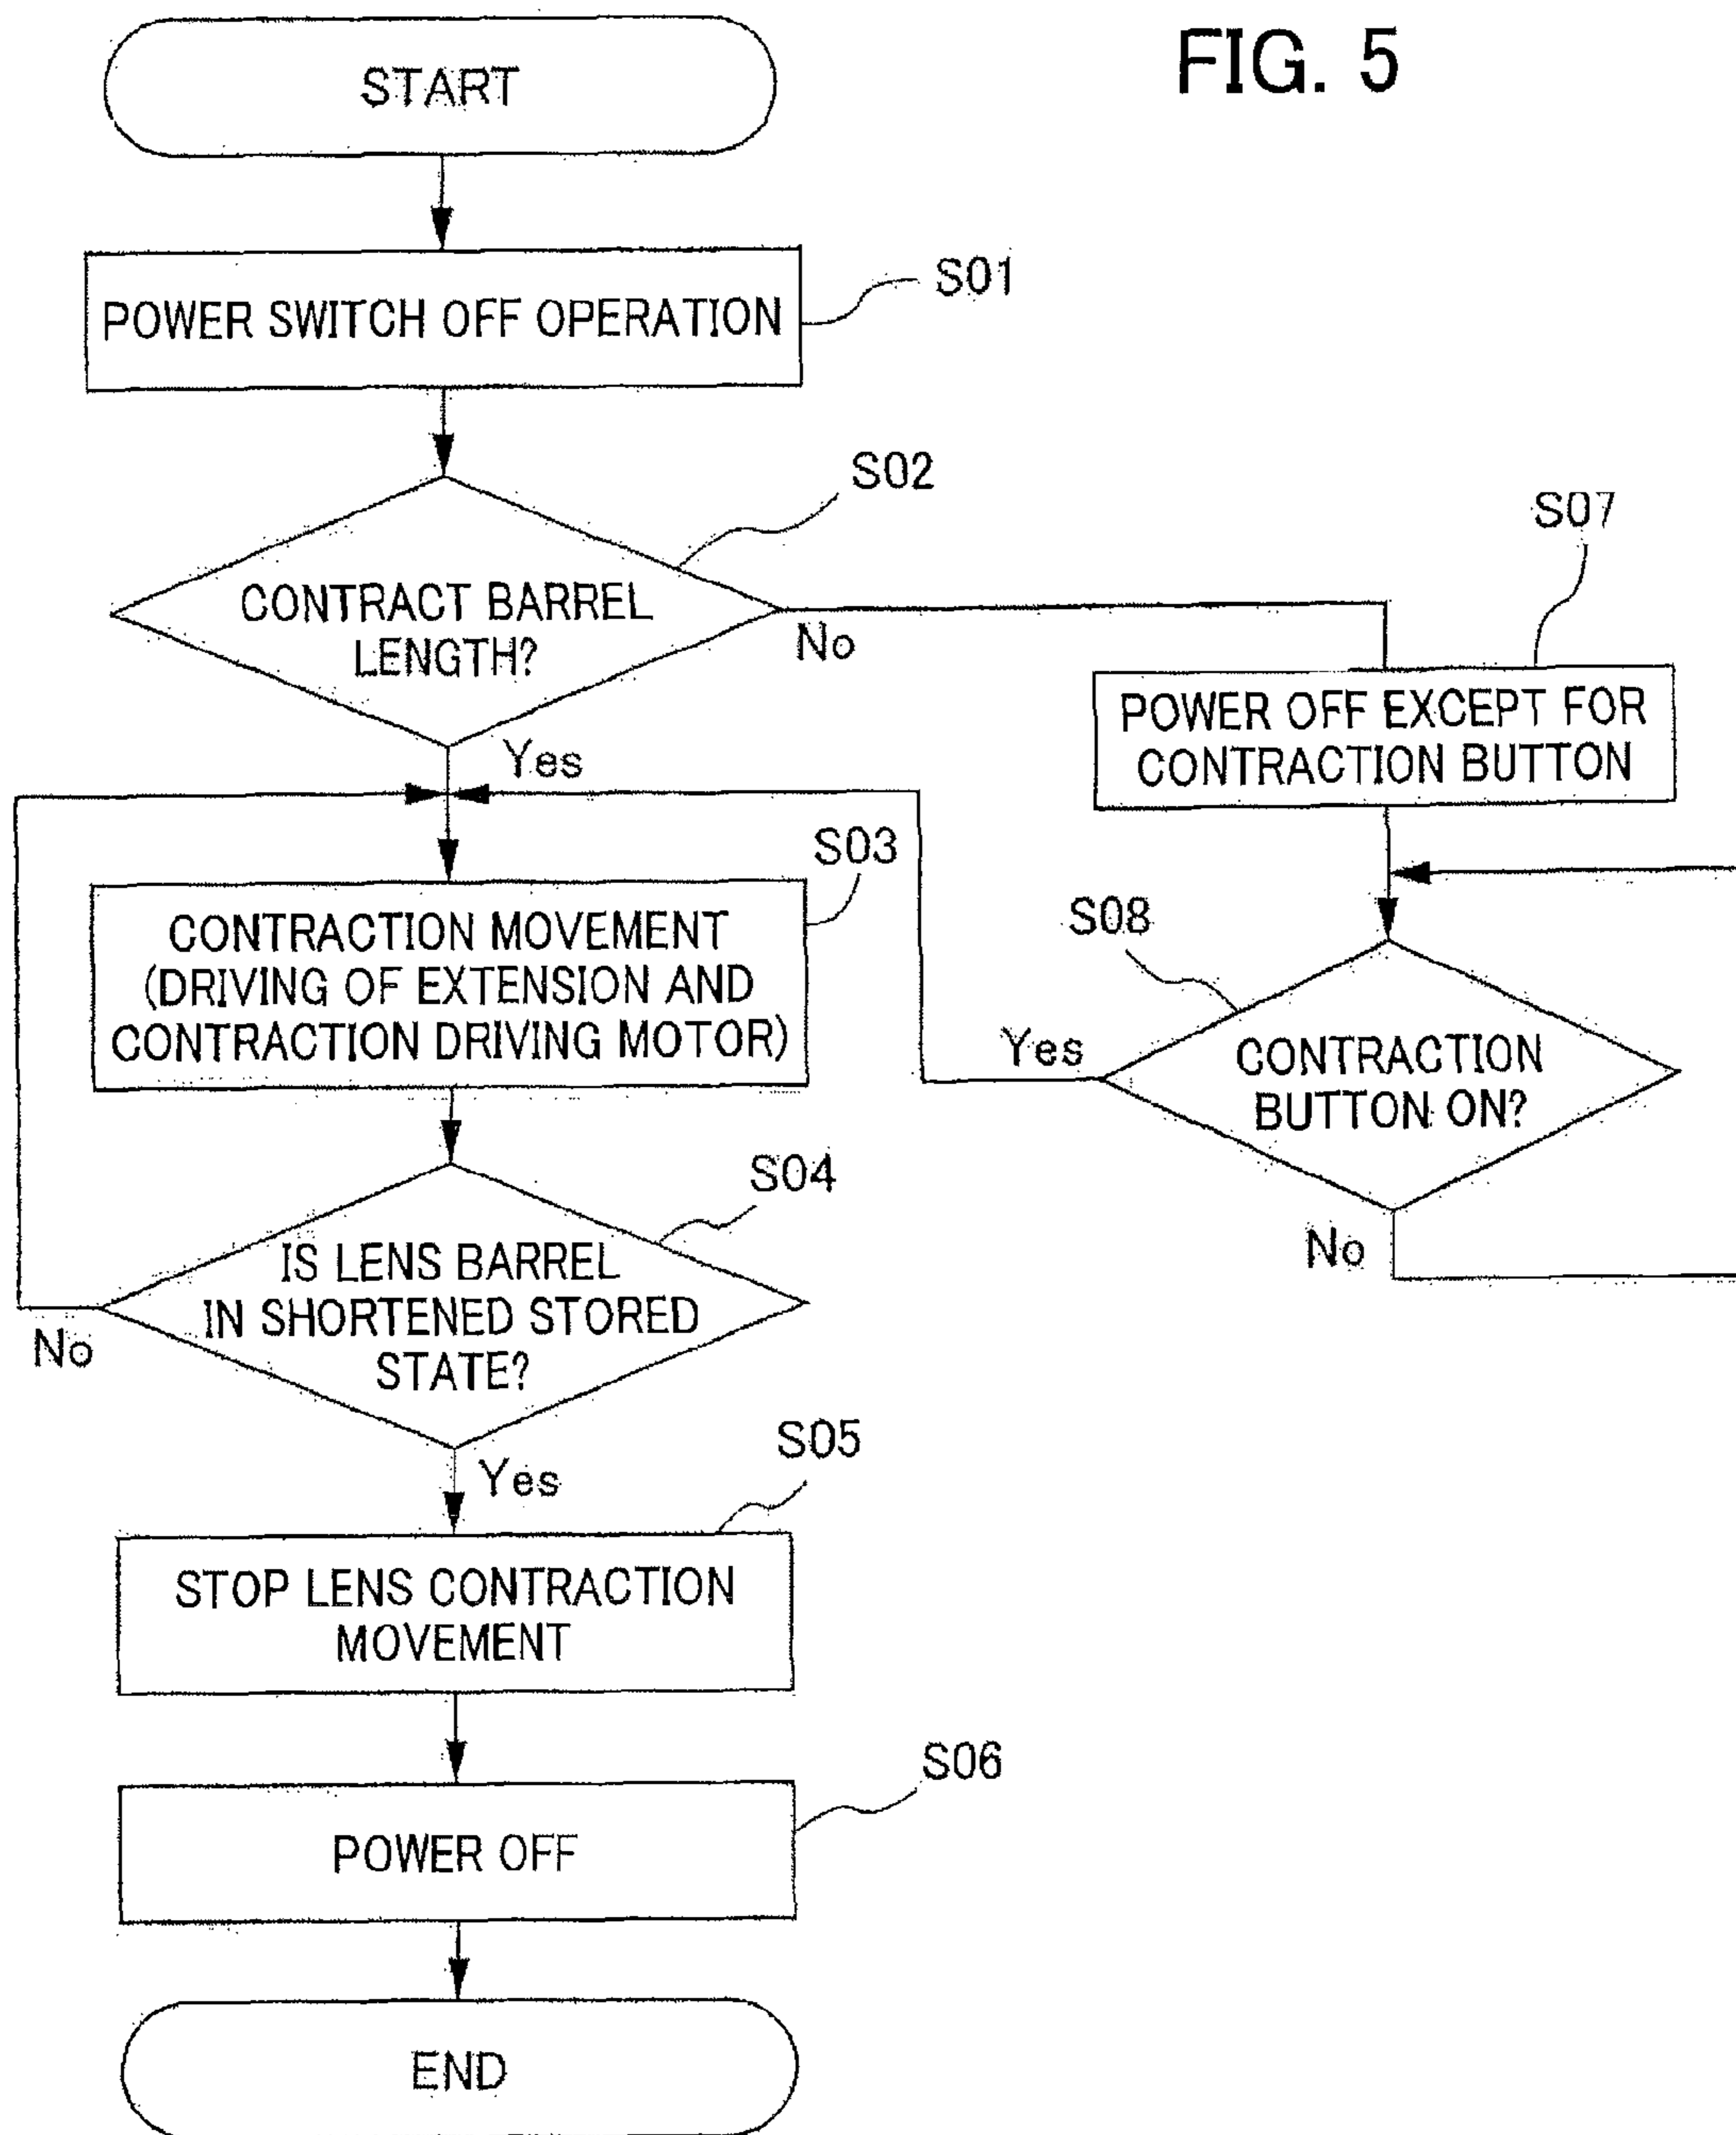 FIG. 5
START
POWER SWITCH OFF OPERATION
S01
CONTRACT BARREL
LENGTH?
S02
No
Yes
S07
POWER OFF EXCEPT FOR
CONTRACTION BUTTON
S03
CONTRACTION MOVEMENT
(DRIVING OF EXTENSION AND
CONTRACTION DRIVING MOTOR)
S08
Yes
CONTRACTION
BUTTON ON?
No
S04
IS LENS BARREL
IN SHORTENED STORED
STATE?
No
Yes
S05
STOP LENS CONTRACTION
MOVEMENT
S06
POWER OFF
END